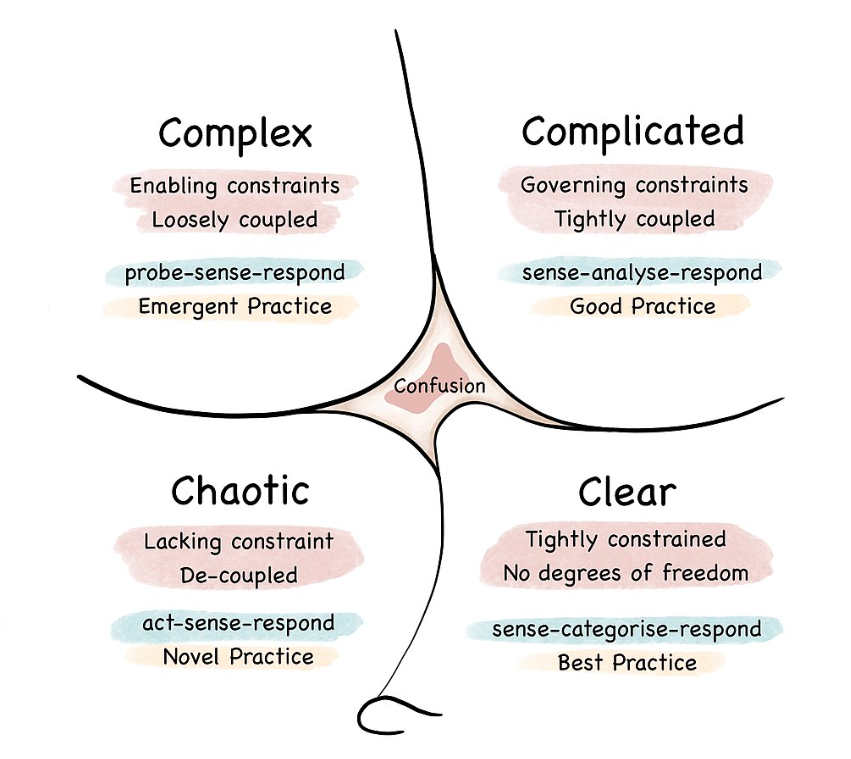 Complex
Enabling constraints
Loosely coupled
probe-sense-respond
Emergent Practice
Complicated
Governing constraints
Tightly coupled
sense-analyse-respond
Good Practice
Confusion
Chaotic
Lacking constraint
De-coupled
act-sense-respond
Novel Practice
Clear
Tightly constrained
No degrees of freedom
sense-categorise-respond
Best Practice